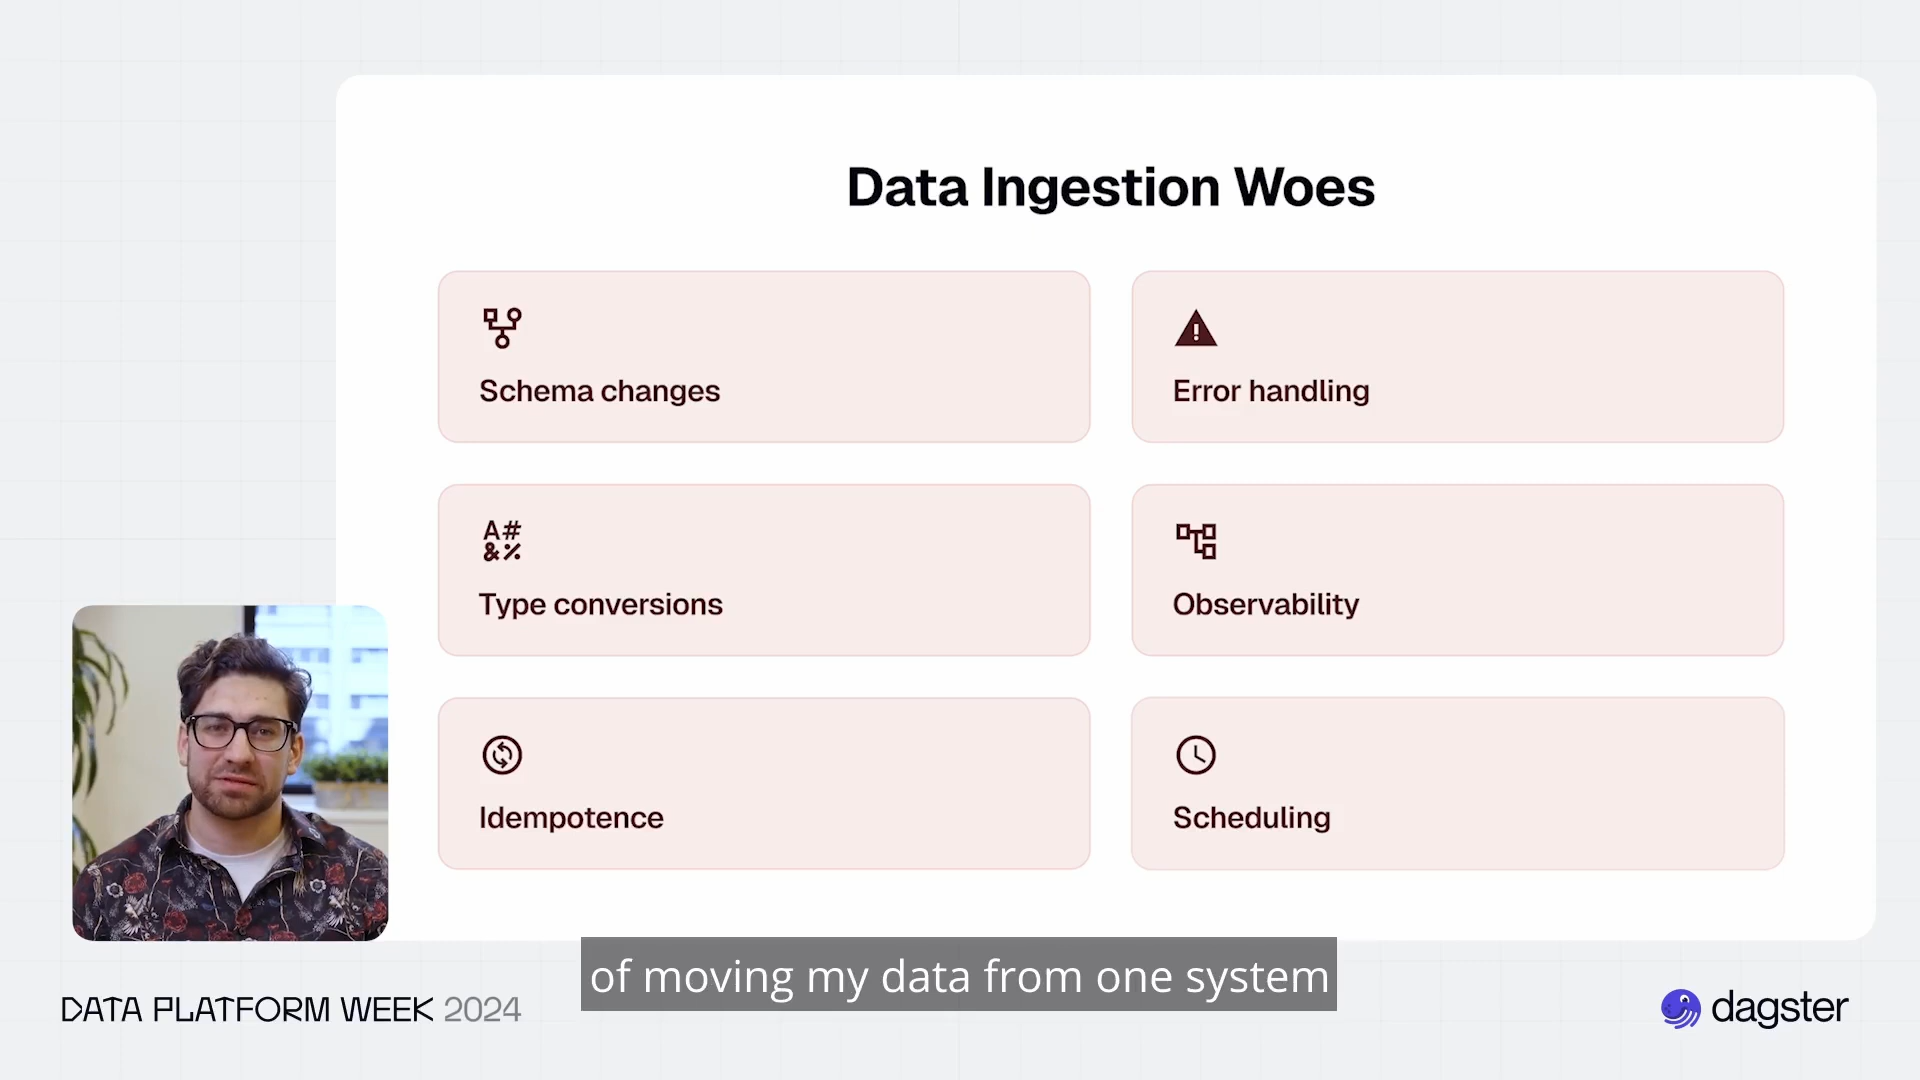 Data Ingestion Woes
Schema changes
Error handling
A#
&%
Type conversions
Observability
Idempotence
Scheduling
of moving my data from one system
DATA PLATFORM WEEK 2024
dagster